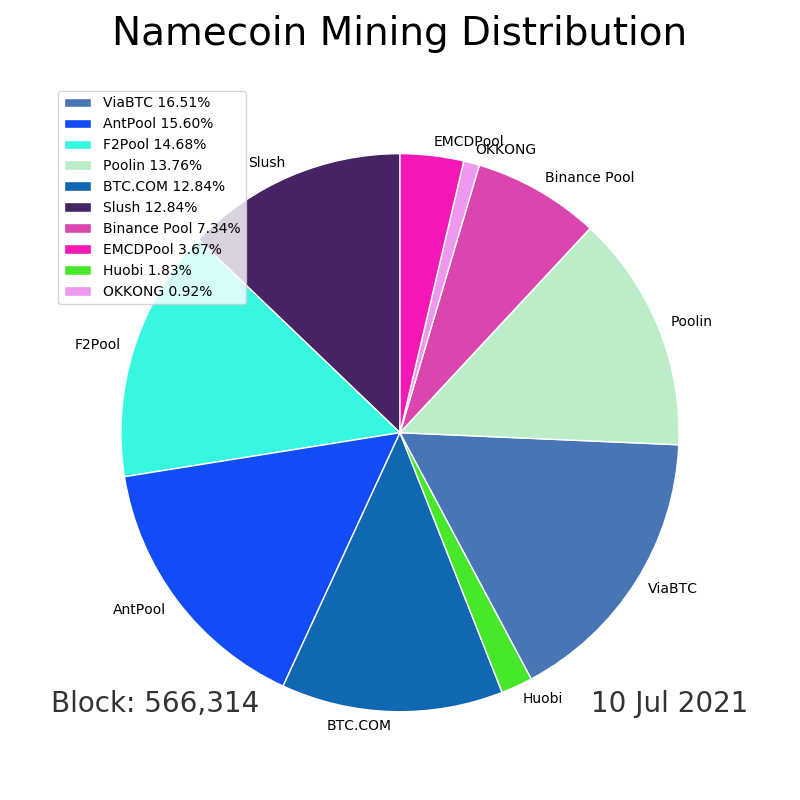 Namecoin Mining Distribution
ViaBTC 16.51%
AntPool 15.60%
F2Pool 14.68%
Poolin 13.76%
BTC.COM 12.84%
Slush 12.84%
Binance Pool 7.34%
EMCDPool 3.67%
Huobi 1.83%
OKKONG 0.92%
EMCDPool
OKKONG
Slush
Binance Pool
Poolin
F2Pool
ViaBTC
AntPool
Huobi
BTC.COM
Block: 566,314
10 Jul 2021